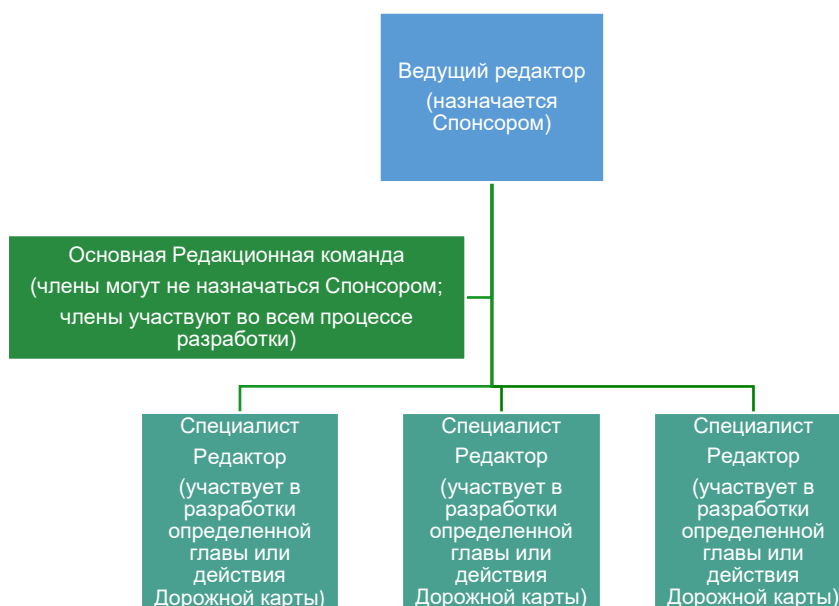 Ведущий редактор
(назначается
Спонсором)
Основная Редакционная команда
(члены могут не назначаться Спонсором;
члены участвуют во всем процессе
разработки)
Специалист
Редактор
(участвует в
разработки
определенной
главы или
действия
Дорожной карты)
Специалист
Редактор
(участвует в
разработки
определенной
главы или
действия
Дорожной карты)
Специалист
Редактор
(участвует в
разработки
определенной
главы или
действия
Дорожной карты)